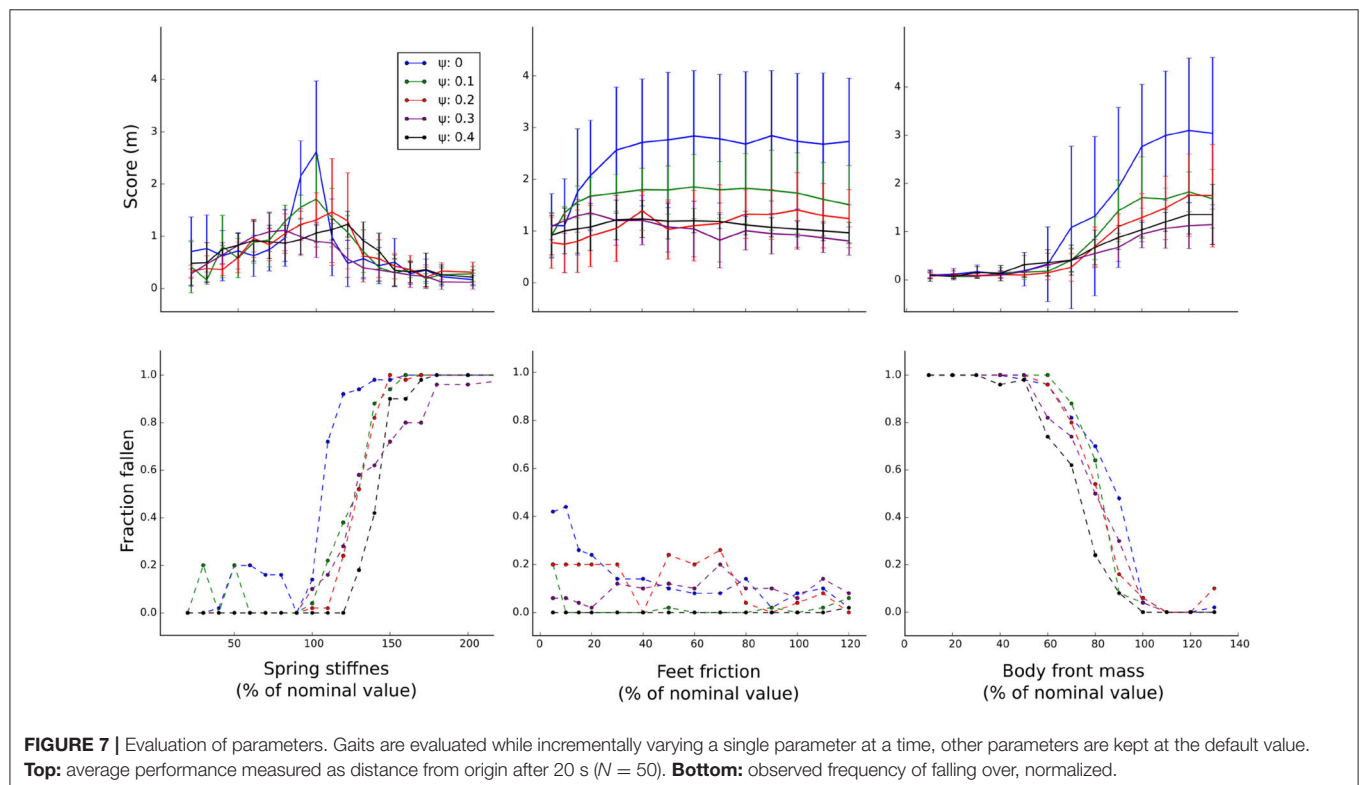 4
3
2
1
0
Score (m)
ψ: 0
ψ: 0.1
ψ: 0.2
ψ: 0.3
ψ: 0.4
4
3
2
1
0
4
3
2
1
0
1.0
0.8
0.6
0.4
0.2
0.0
Fraction fallen
50 100 150 200
Spring stiffnes
(% of nominal value)
1.0
0.8
0.6
0.4
0.2
0.0
0 20 40 60 80 100 120
Feet friction
(% of nominal value)
1.0
0.8
0.6
0.4
0.2
0.0
0 20 40 60 80 100 120 140
Body front mass
(% of nominal value)
FIGURE 7 | Evaluation of parameters. Gaits are evaluated while incrementally varying a single parameter at a time, other parameters are kept at the default value.
Top: average performance measured as distance from origin after 20 s (N = 50). Bottom: observed frequency of falling over, normalized.